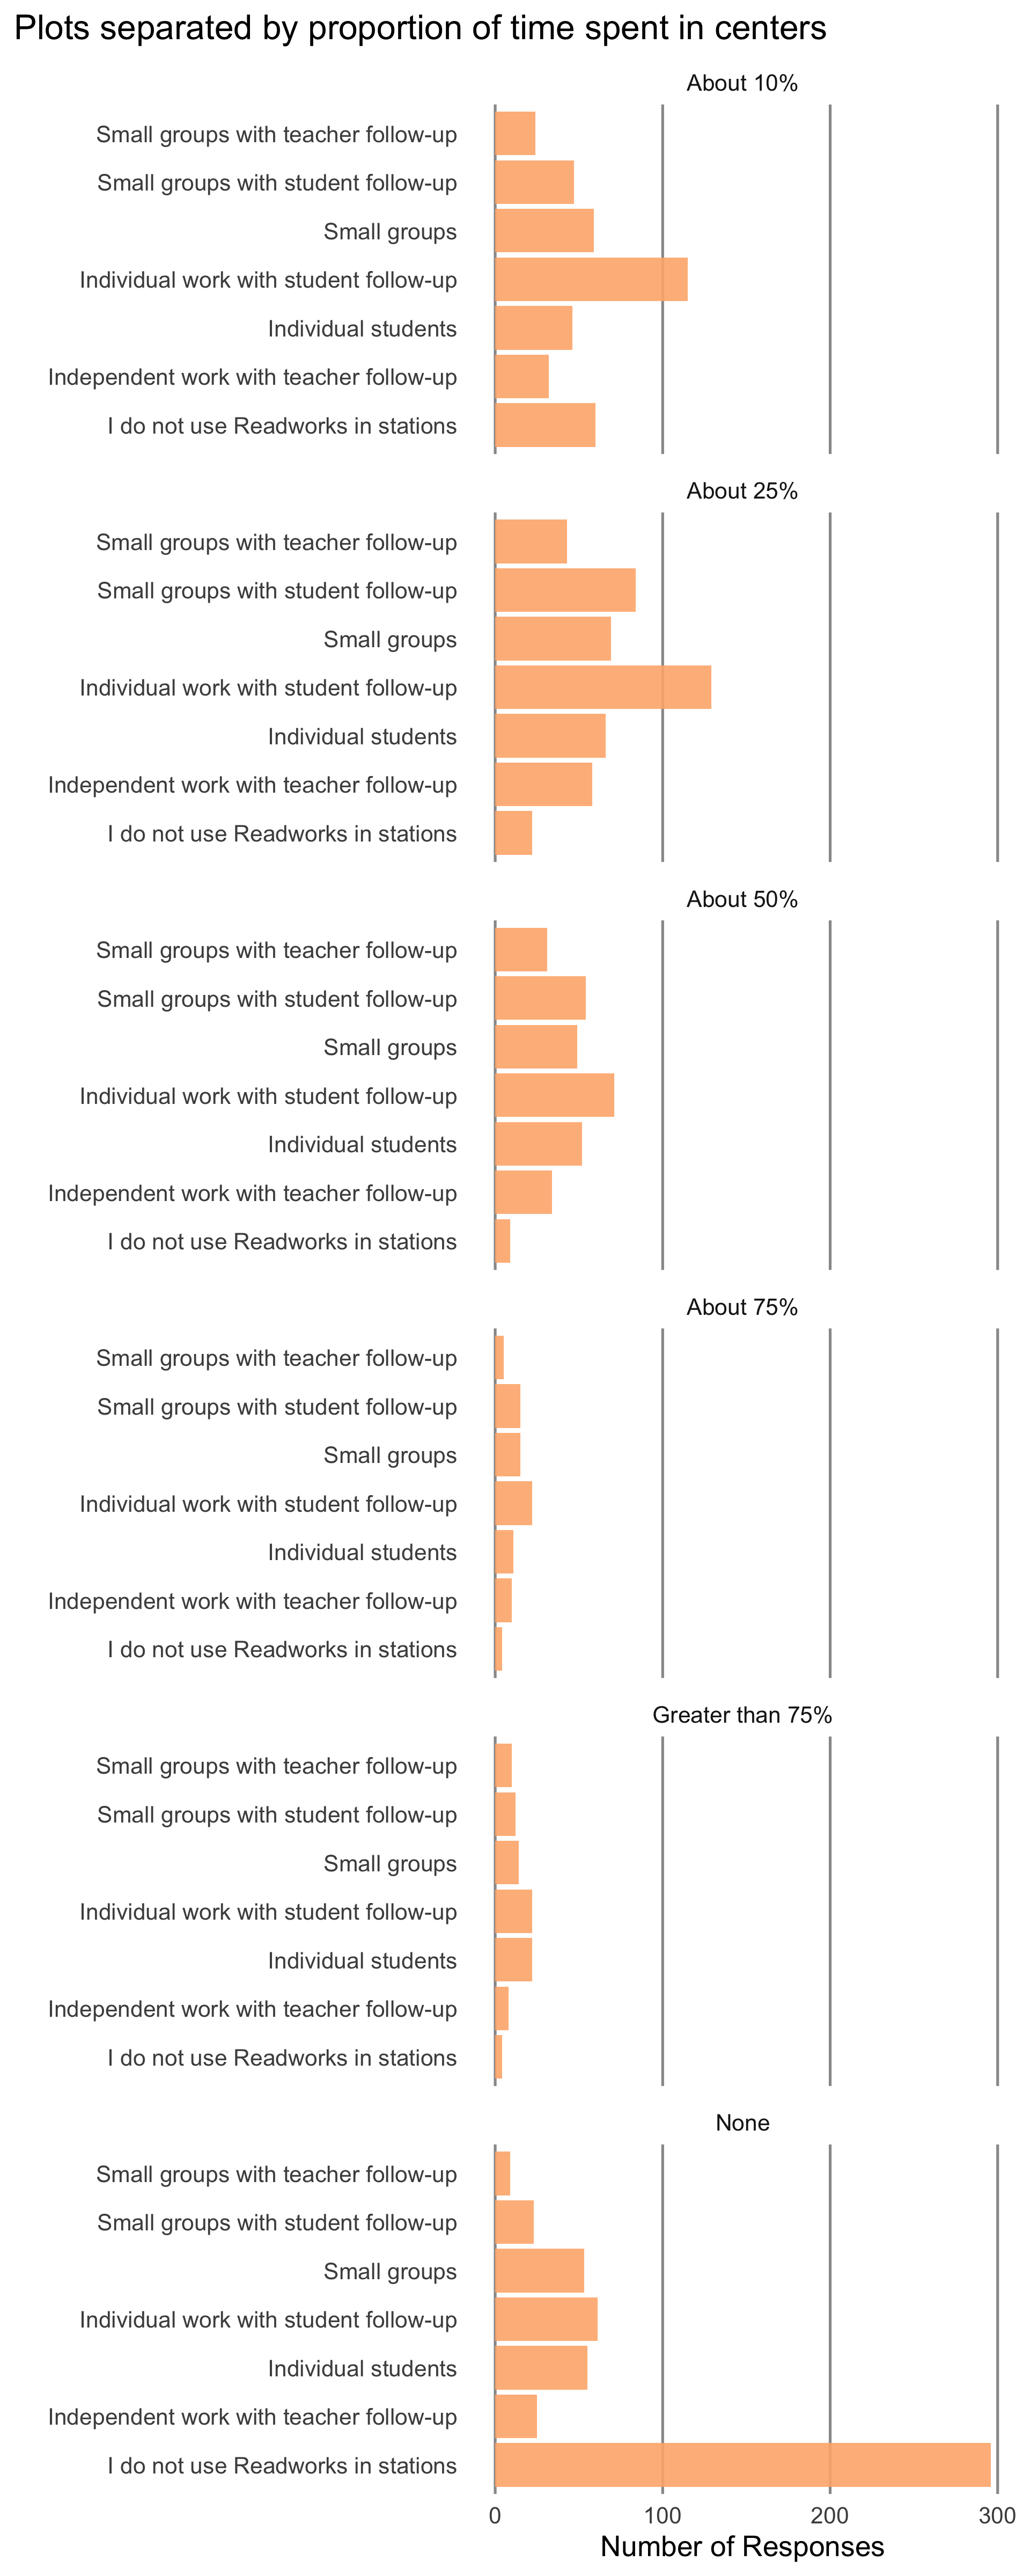 Plots separated by proportion of time spent in centers
About 10%
Small groups with teacher follow-up
Small groups with student follow-up
Small groups
Individual work with student follow-up
Individual students
Independent work with teacher follow-up
I do not use Readworks in stations
About 25%
Small groups with teacher follow-up
Small groups with student follow-up
Small groups
Individual work with student follow-up
Individual students
Independent work with teacher follow-up
I do not use Readworks in stations
About 50%
Small groups with teacher follow-up
Small groups with student follow-up
Small groups
Individual work with student follow-up
Individual students
Independent work with teacher follow-up
I do not use Readworks in stations
About 75%
Small groups with teacher follow-up
Small groups with student follow-up
Small groups
Individual work with student follow-up
Individual students
Independent work with teacher follow-up
I do not use Readworks in stations
Greater than 75%
Small groups with teacher follow-up
Small groups with student follow-up
Small groups
Individual work with student follow-up
Individual students
Independent work with teacher follow-up
I do not use Readworks in stations
None
Small groups with teacher follow-up
Small groups with student follow-up
Small groups
Individual work with student follow-up
Individual students
Independent work with teacher follow-up
I do not use Readworks in stations
0 100 200 300
Number of Responses